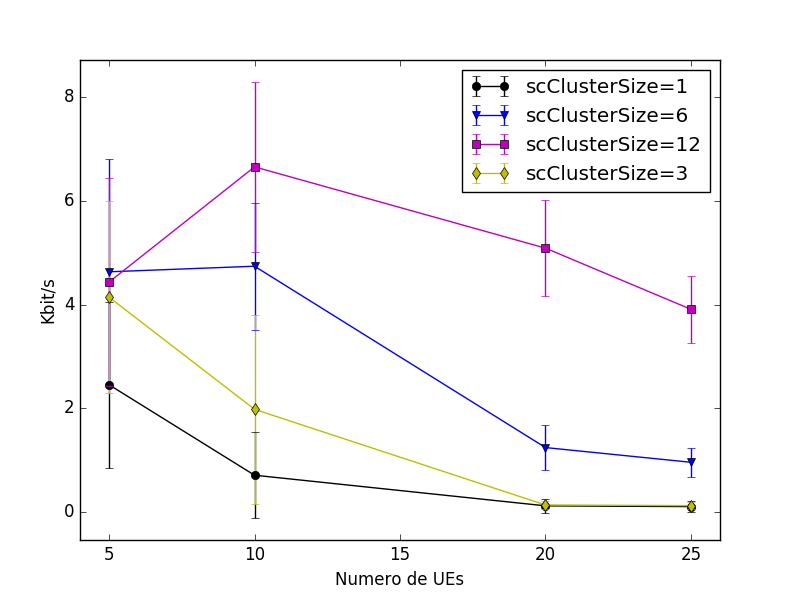 scClusterSize=1
scClusterSize=6
scClusterSize=12
scClusterSize=3
8
6
4
2
0
Kbit/s
5 10 15 20 25
Numero de UEs